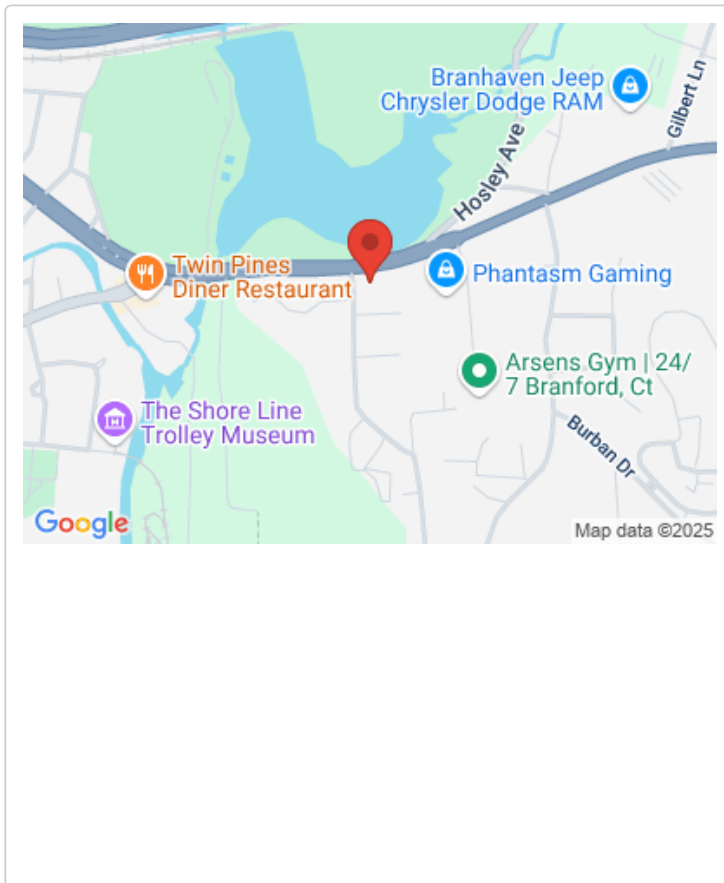 Branhaven Jeep
Chrysler Dodge RAM
Gilbert Ln
Hosley Ave
Twin Pines
Diner Restaurant
Phantasm Gaming
Arsens Gym | 24/
7 Branford, Ct
The Shore Line
Trolley Museum
Burban Dr
Google
Map data ©2025